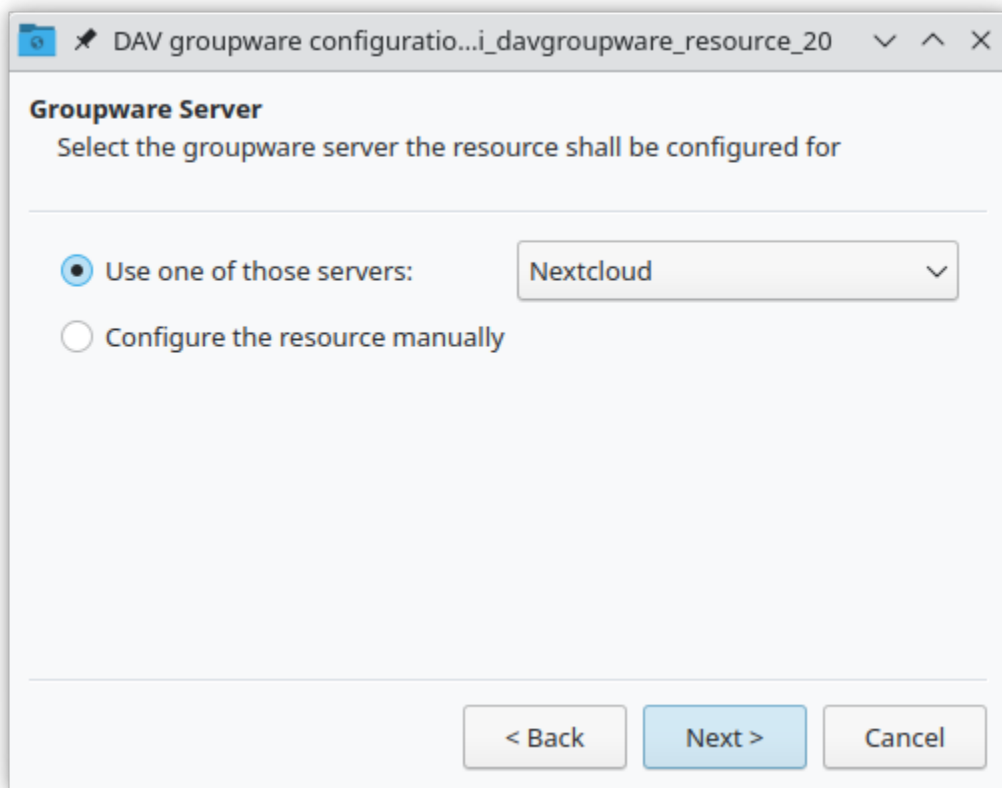 DAV groupware configuratio...i_davgroupware_resource_20
Groupware Server
Select the groupware server the resource shall be configured for
Use one of those servers: Nextcloud
Configure the resource manually
< Back Next > Cancel